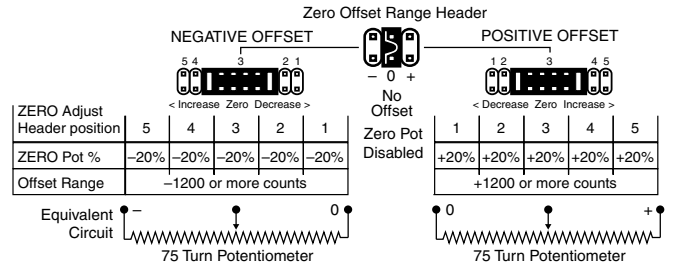 Zero Offset Range Header
NEGATIVE OFFSET
POSITIVE OFFSET
5 4 3 2 1
– 0 +
1 2 3 4 5
< Increase Zero Decrease >
No
Offset
< Decrease Zero Increase >
ZERO Adjust
Header position 5 4 3 2 1
Zero Pot
Disabled
1 2 3 4 5
ZERO Pot % –20% –20% –20% –20% –20%
+20% +20% +20% +20% +20%
Offset Range –1200 or more counts
+1200 or more counts
Equivalent
Circuit
– 0
0 +
75 Turn Potentiometer
75 Turn Potentiometer